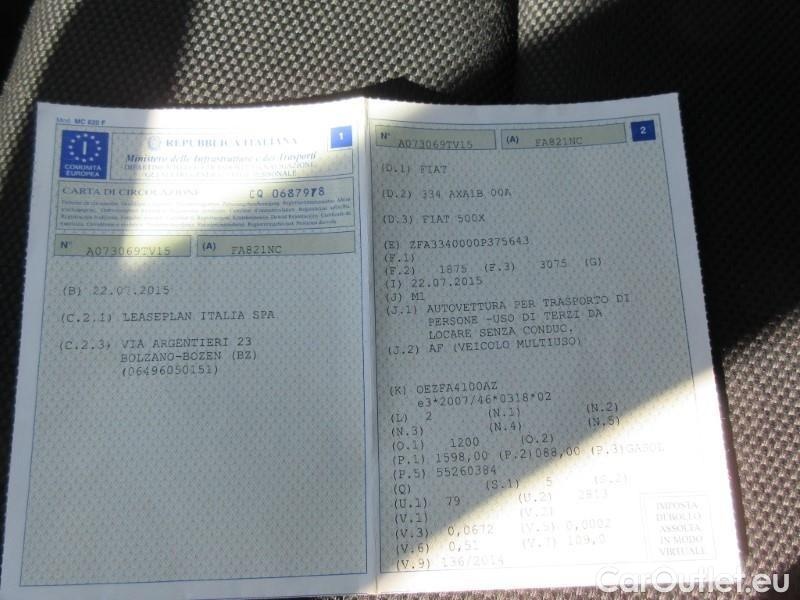 Mod. MC 820 F
I
COMUNITÀ
EUROPEA
REPUBBLICA ITALIANA
1
Ministero delle Infrastrutture e dei Trasporti
CARTA DI CIRCOLAZIONE
CQ 0687978
N° A073069TV15 (A) FA821NC
(B) 22.07.2015
(C.2.1) LEASEPLAN ITALIA SPA
(C.2.3) VIA ARGENTIERI 23
BOLZANO-BOZEN (BZ)
(06496050151)
N° A073069TV15 (A) FA821NC 2
(D.1) FIAT
(D.2) 334 AXA1B 00A
(D.3) FIAT 500X
(E) ZFA3340000P375643
(F.1)
(F.2) 1875 (F.3) 3075 (G)
(I) 22.07.2015
(J) M1
(J.1) AUTOVETTURA PER TRASPORTO DI
PERSONE -USO DI TERZI DA
LOCARE SENZA CONDUC.
(J.2) AF (VEICOLO MULTIUSO)
(K) OEZFA4100AZ
e3*2007/46*0318*02
(L) 2 (N.1) (N.2)
(N.3) (N.4) (N.5)
(O.1) 1200 (O.2)
(P.1) 1598,00 (P.2)088,00 (P.3)GASOL
(P.5) 55260384
(Q) (S.1) 5 (S.2)
(U.1) 79 (U.2) 2813
(V.1) (V.2)
(V.3) 0,0672 (V.5) 0,0002
(V.6) 0,51 (V.7) 109,0
(V.9) 136/2014
IMPOSTA
DI BOLLO
ASSOLTA
IN MODO
VIRTUALE
CarOutlet.eu